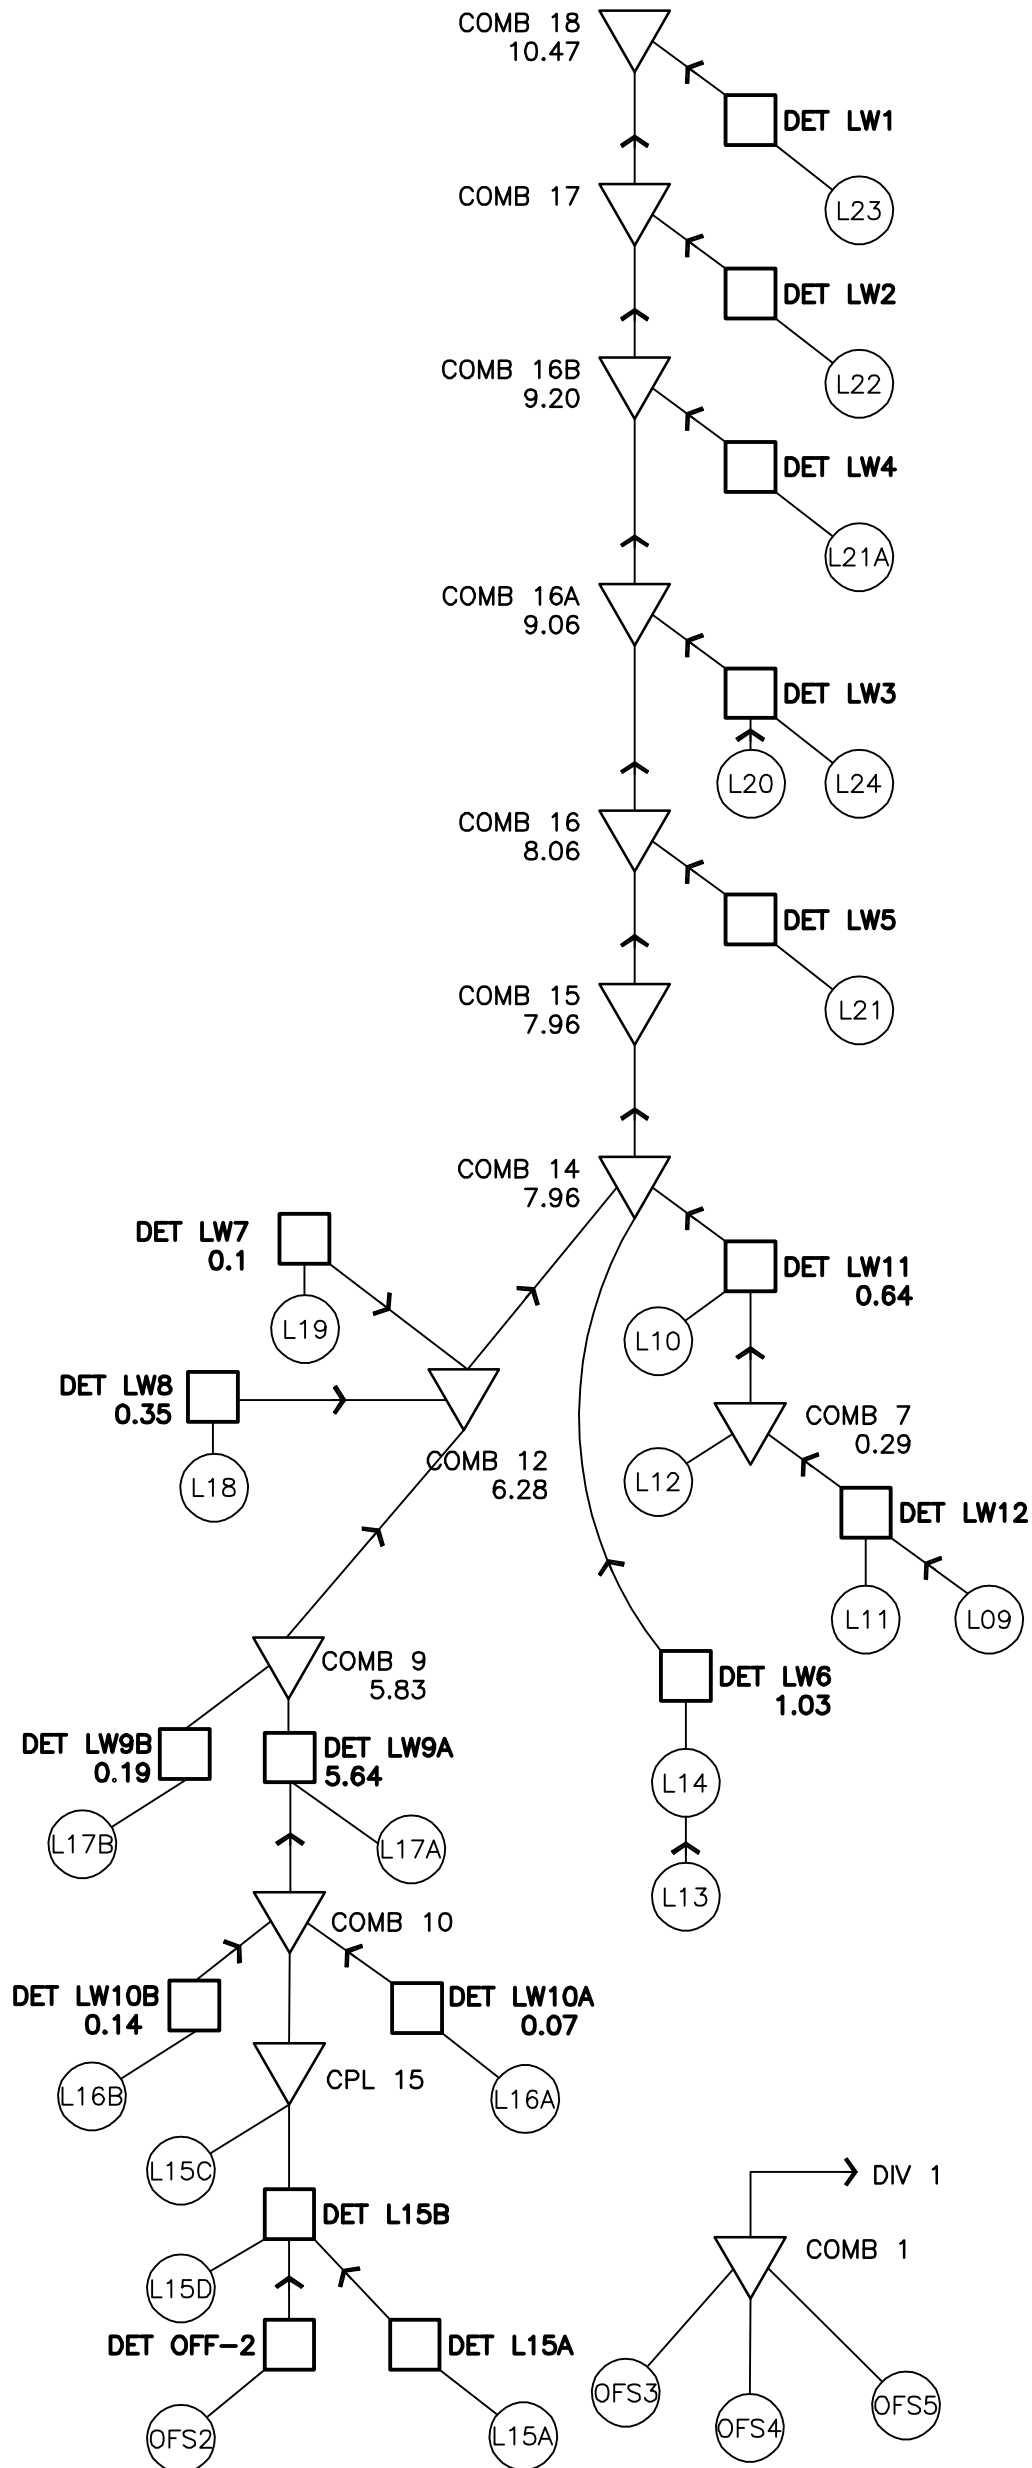 COMB 18
10.47
DET LW1
L23
COMB 17
DET LW2
L22
COMB 16B
9.20
DET LW4
L21A
COMB 16A
9.06
DET LW3
L20
L24
COMB 16
8.06
DET LW5
L21
COMB 15
7.96
COMB 14
7.96
DET LW7
0.1
L19
DET LW11
0.64
L10
DET LW8
0.35
L18
COMB 12
6.28
COMB 7
0.29
L12
DET LW12
L11
L09
COMB 9
5.83
DET LW6
1.03
DET LW9B
0.19
DET LW9A
5.64
L14
L17B
L17A
L13
COMB 10
DET LW10B
0.14
DET LW10A
0.07
L16B
L16A
CPL 15
L15C
DIV 1
DET L15B
COMB 1
L15D
DET OFF-2
DET L15A
OFS3
OFS4
OFS5
OFS2
L15A